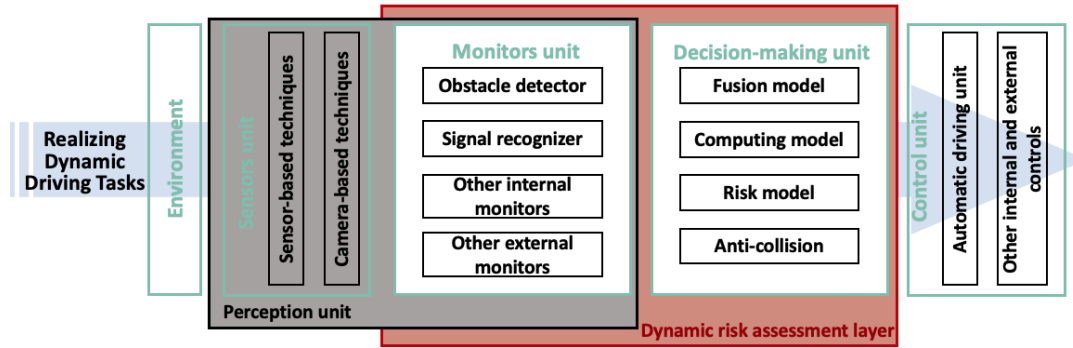 Realizing
Dynamic
Driving Tasks
Environment
Sensors unit
Sensor-based techniques
Camera-based techniques
Perception unit
Monitors unit
Obstacle detector
Signal recognizer
Other internal
monitors
Other external
monitors
Decision-making unit
Fusion model
Computing model
Risk model
Anti-collision
Dynamic risk assessment layer
Control unit
Automatic driving unit
Other internal and external
controls